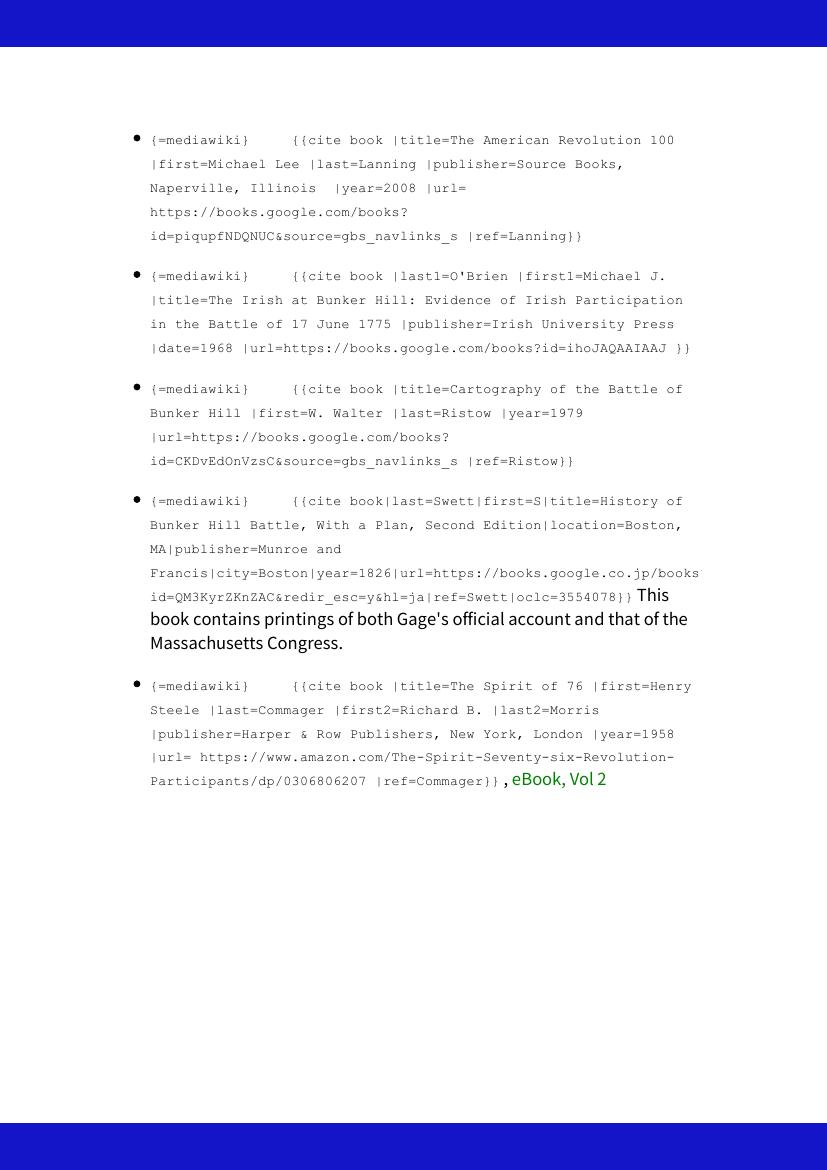 • {=mediawiki}     {{cite book |title=The American Revolution 100
|first=Michael Lee |last=Lanning |publisher=Source Books,
Naperville, Illinois  |year=2008 |url=
https://books.google.com/books?
id=piqupfNDQNUC&source=gbs_navlinks_s |ref=Lanning}}
• {=mediawiki}     {{cite book |last1=O'Brien |first1=Michael J.
|title=The Irish at Bunker Hill: Evidence of Irish Participation
in the Battle of 17 June 1775 |publisher=Irish University Press
|date=1968 |url=https://books.google.com/books?id=ihoJAQAAIAAJ }}
• {=mediawiki}     {{cite book |title=Cartography of the Battle of
Bunker Hill |first=W. Walter |last=Ristow |year=1979
|url=https://books.google.com/books?
id=CKDvEdOnVzsC&source=gbs_navlinks_s |ref=Ristow}}
• {=mediawiki}     {{cite book|last=Swett|first=S|title=History of
Bunker Hill Battle, With a Plan, Second Edition|location=Boston,
MA|publisher=Munroe and
Francis|city=Boston|year=1826|url=https://books.google.co.jp/books
id=QM3KyrZKnZAC&redir_esc=y&hl=ja|ref=Swett|oclc=3554078}} This
book contains printings of both Gage's official account and that of the
Massachusetts Congress.
• {=mediawiki}     {{cite book |title=The Spirit of 76 |first=Henry
Steele |last=Commager |first2=Richard B. |last2=Morris
|publisher=Harper & Row Publishers, New York, London |year=1958
|url= https://www.amazon.com/The-Spirit-Seventy-six-Revolution-
Participants/dp/0306806207 |ref=Commager}} , eBook, Vol 2